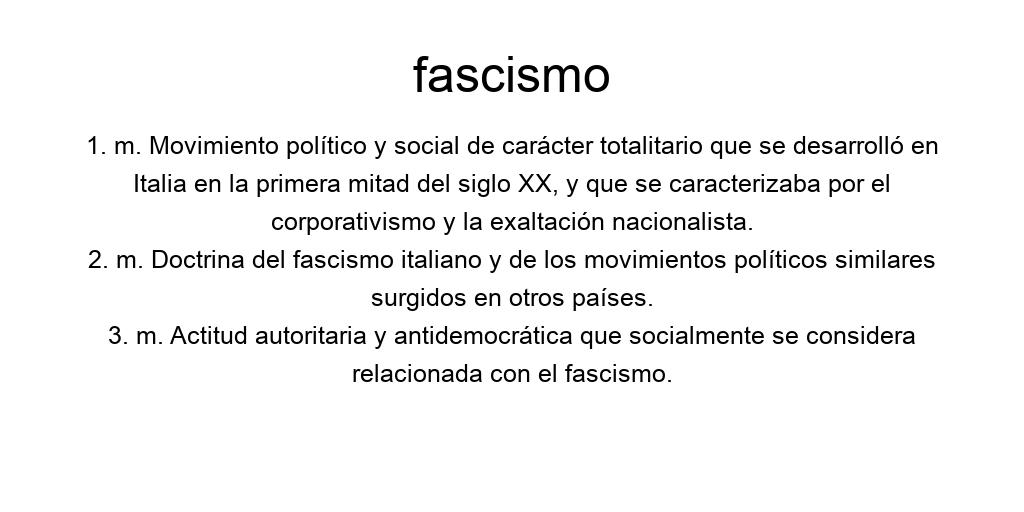 fascismo
1. m. Movimiento político y social de carácter totalitario que se desarrolló en
Italia en la primera mitad del siglo XX, y que se caracterizaba por el
corporativismo y la exaltación nacionalista.
2. m. Doctrina del fascismo italiano y de los movimientos políticos similares
surgidos en otros países.
3. m. Actitud autoritaria y antidemocrática que socialmente se considera
relacionada con el fascismo.